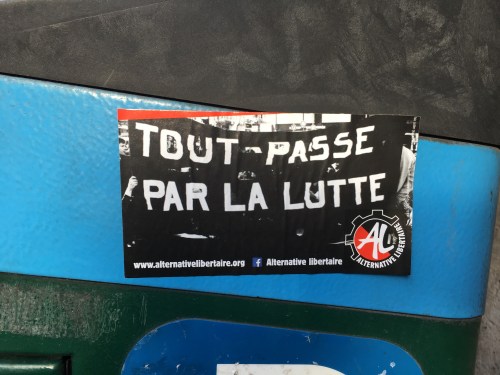 TOUT PASSE
PAR LA LUTTE
www.alternativelibertaire.org
Alternative libertaire
AL
ALTERNATIVE LIBERTAIRE